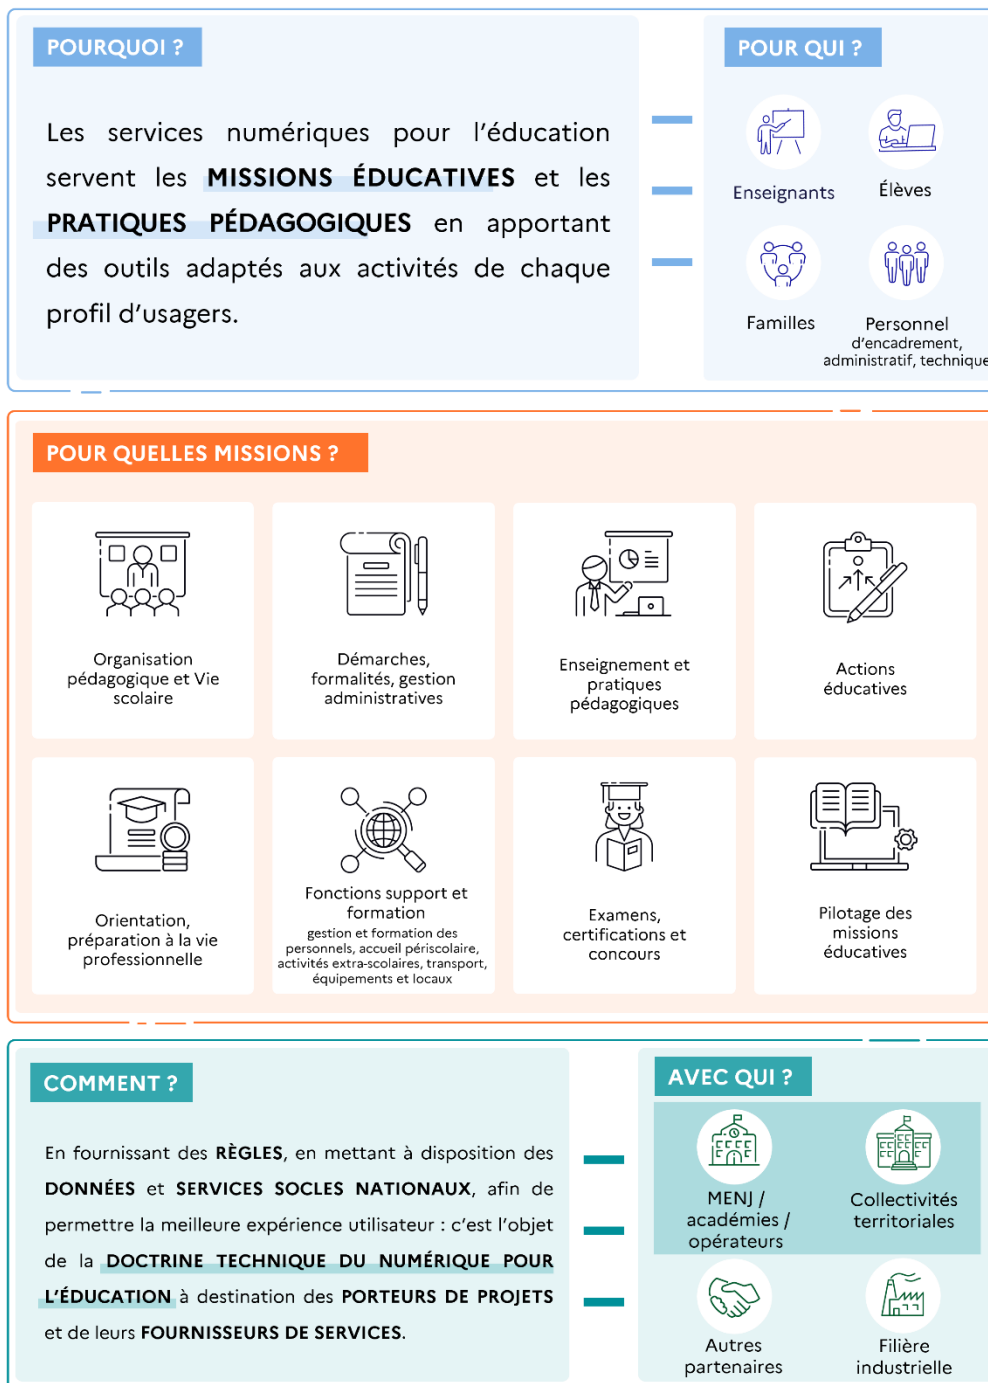 POURQUOI ?
Les services numériques pour l'éducation
servent les MISSIONS ÉDUCATIVES et les
PRATIQUES PÉDAGOGIQUES en apportant
des outils adaptés aux activités de chaque
profil d'usagers.
POUR QUI ?
Enseignants
Élèves
Familles
Personnel
d'encadrement,
administratif, technique
POUR QUELLES MISSIONS ?
Organisation
pédagogique et Vie
scolaire
Démarches,
formalités, gestion
administratives
Enseignement et
pratiques
pédagogiques
Actions
éducatives
Orientation,
préparation à la vie
professionnelle
Fonctions support et
formation
gestion et formation des
personnels, accueil périscolaire,
activités extra-scolaires, transport,
équipements et locaux
Examens,
certifications et
concours
Pilotage des
missions
éducatives
COMMENT ?
En fournissant des RÈGLES, en mettant à disposition des
DONNÉES et SERVICES SOCLES NATIONAUX, afin de
permettre la meilleure expérience utilisateur : c'est l'objet
de la DOCTRINE TECHNIQUE DU NUMÉRIQUE POUR
L'ÉDUCATION à destination des PORTEURS DE PROJETS
et de leurs FOURNISSEURS DE SERVICES.
AVEC QUI ?
MENJ /
académies /
opérateurs
Collectivités
territoriales
Autres
partenaires
Filière
industrielle